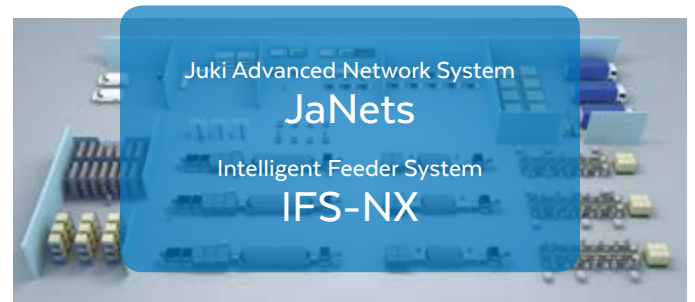 Juki Advanced Network System
JaNets
Intelligent Feeder System
IFS-NX